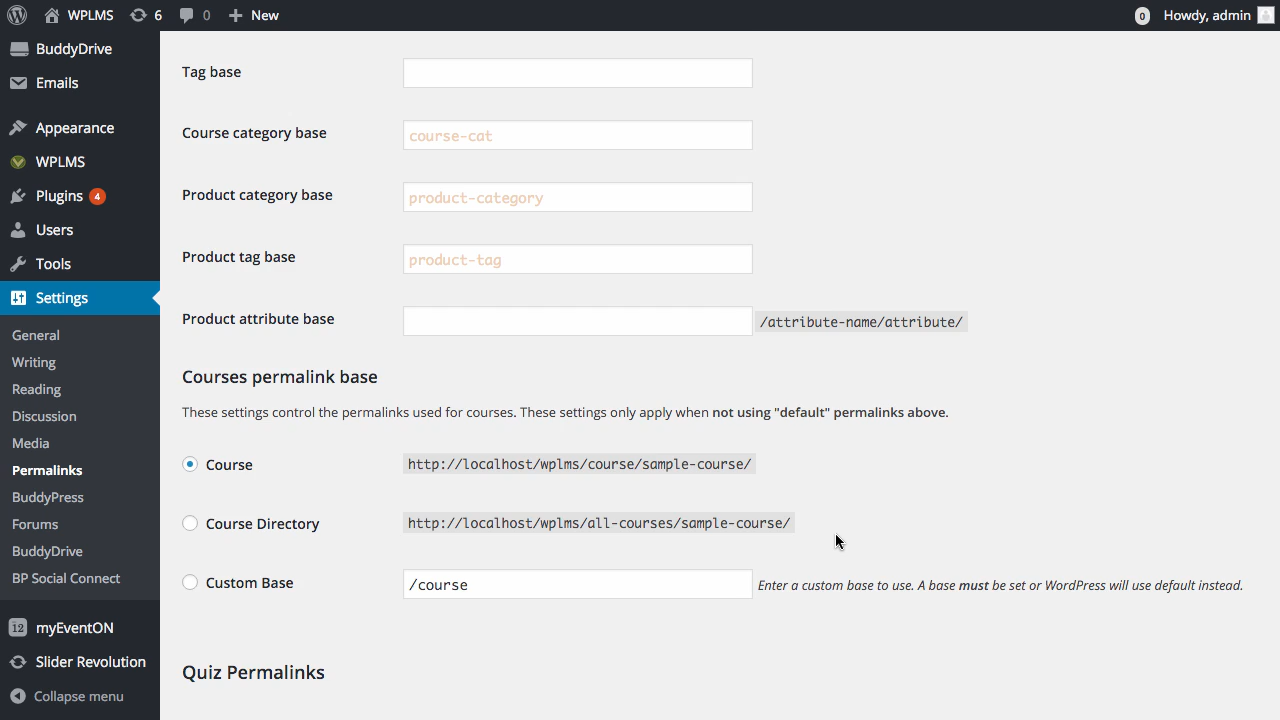 WPLMS 6 0 New 0 Howdy, admin
BuddyDrive
Emails
Appearance
WPLMS
Plugins 4
Users
Tools
Settings
General
Writing
Reading
Discussion
Media
Permalinks
BuddyPress
Forums
BuddyDrive
BP Social Connect
12 myEventON
Slider Revolution
Collapse menu
Tag base
Course category base course-cat
Product category base product-category
Product tag base product-tag
Product attribute base /attribute-name/attribute/
Courses permalink base
These settings control the permalinks used for courses. These settings only apply when not using "default" permalinks above.
Course http://localhost/wplms/course/sample-course/
Course Directory http://localhost/wplms/all-courses/sample-course/
Custom Base /course Enter a custom base to use. A base must be set or WordPress will use default instead.
Quiz Permalinks